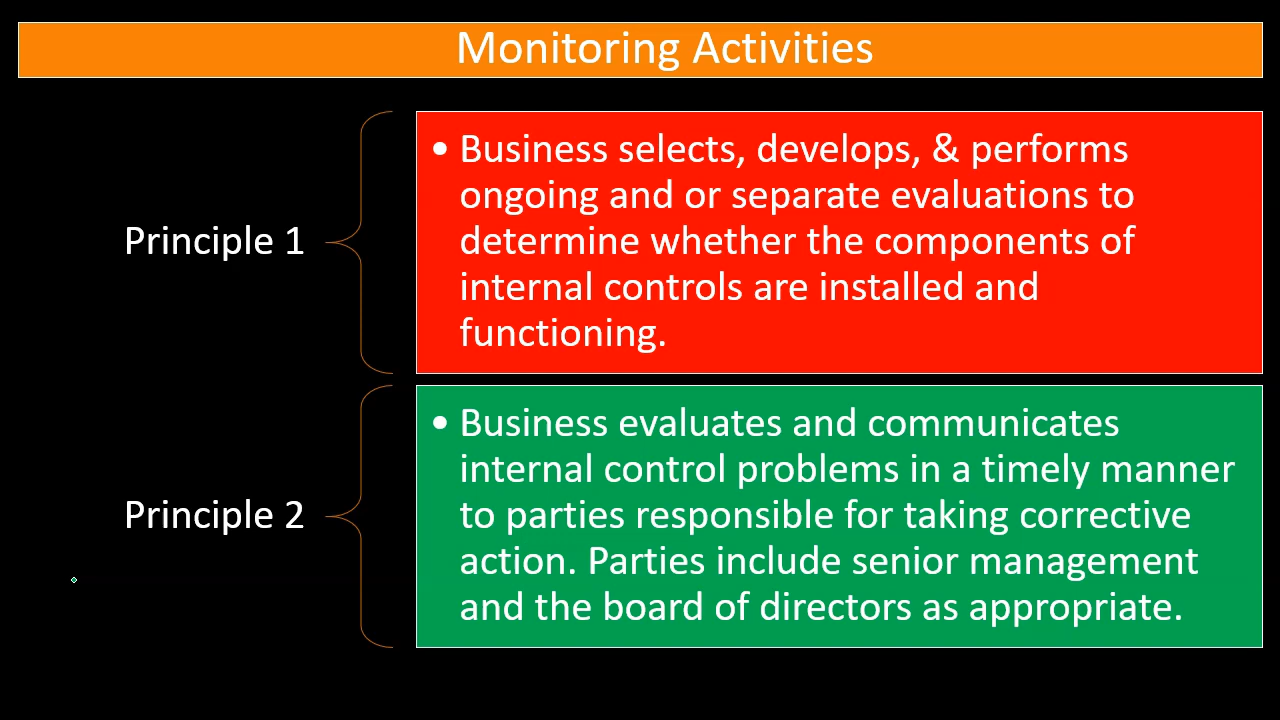 Monitoring Activities
Principle 1
• Business selects, develops, & performs
ongoing and or separate evaluations to
determine whether the components of
internal controls are installed and
functioning.
Principle 2
• Business evaluates and communicates
internal control problems in a timely manner
to parties responsible for taking corrective
action. Parties include senior management
and the board of directors as appropriate.